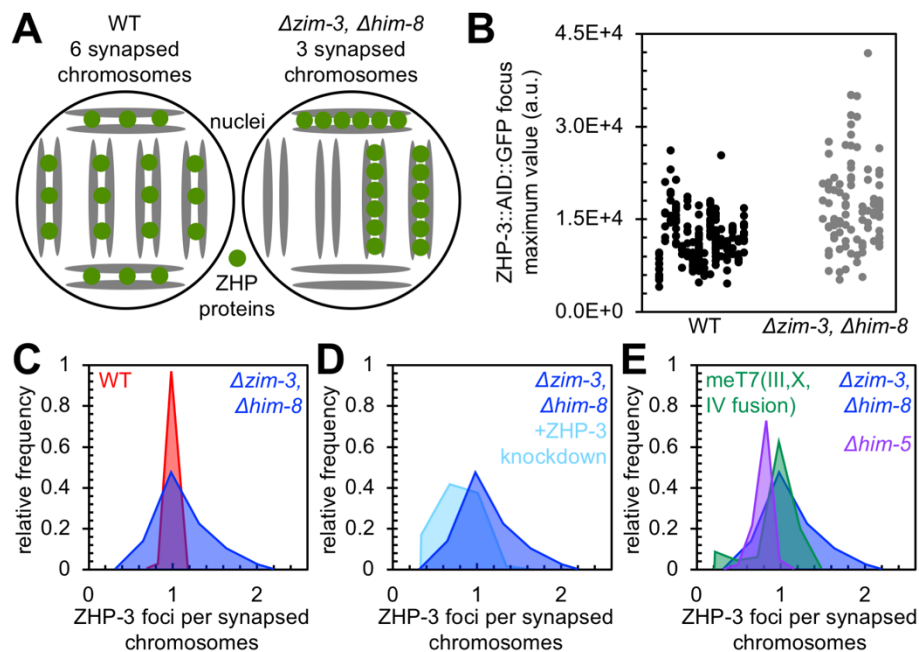 A
WT
6 synapsed
chromosomes
Δzim-3, Δhim-8
3 synapsed
chromosomes
nuclei
ZHP
proteins
B
ZHP-3::AID::GFP focus
maximum value (a.u.)
4.5E+4
3.0E+4
1.5E+4
0.0E+0
WT
Δzim-3, Δhim-8
C
relative frequency
1
0.8
0.6
0.4
0.2
0
WT
Δzim-3,
Δhim-8
0
1
2
ZHP-3 foci per synapsed
chromosomes
D
relative frequency
1
0.8
0.6
0.4
0.2
0
Δzim-3,
Δhim-8
+ZHP-3
knockdown
0
1
2
ZHP-3 foci per synapsed
chromosomes
E
relative frequency
1
0.8
0.6
0.4
0.2
0
meT7(III,X,
IV fusion)
Δzim-3,
Δhim-8
Δhim-5
0
1
2
ZHP-3 foci per synapsed
chromosomes